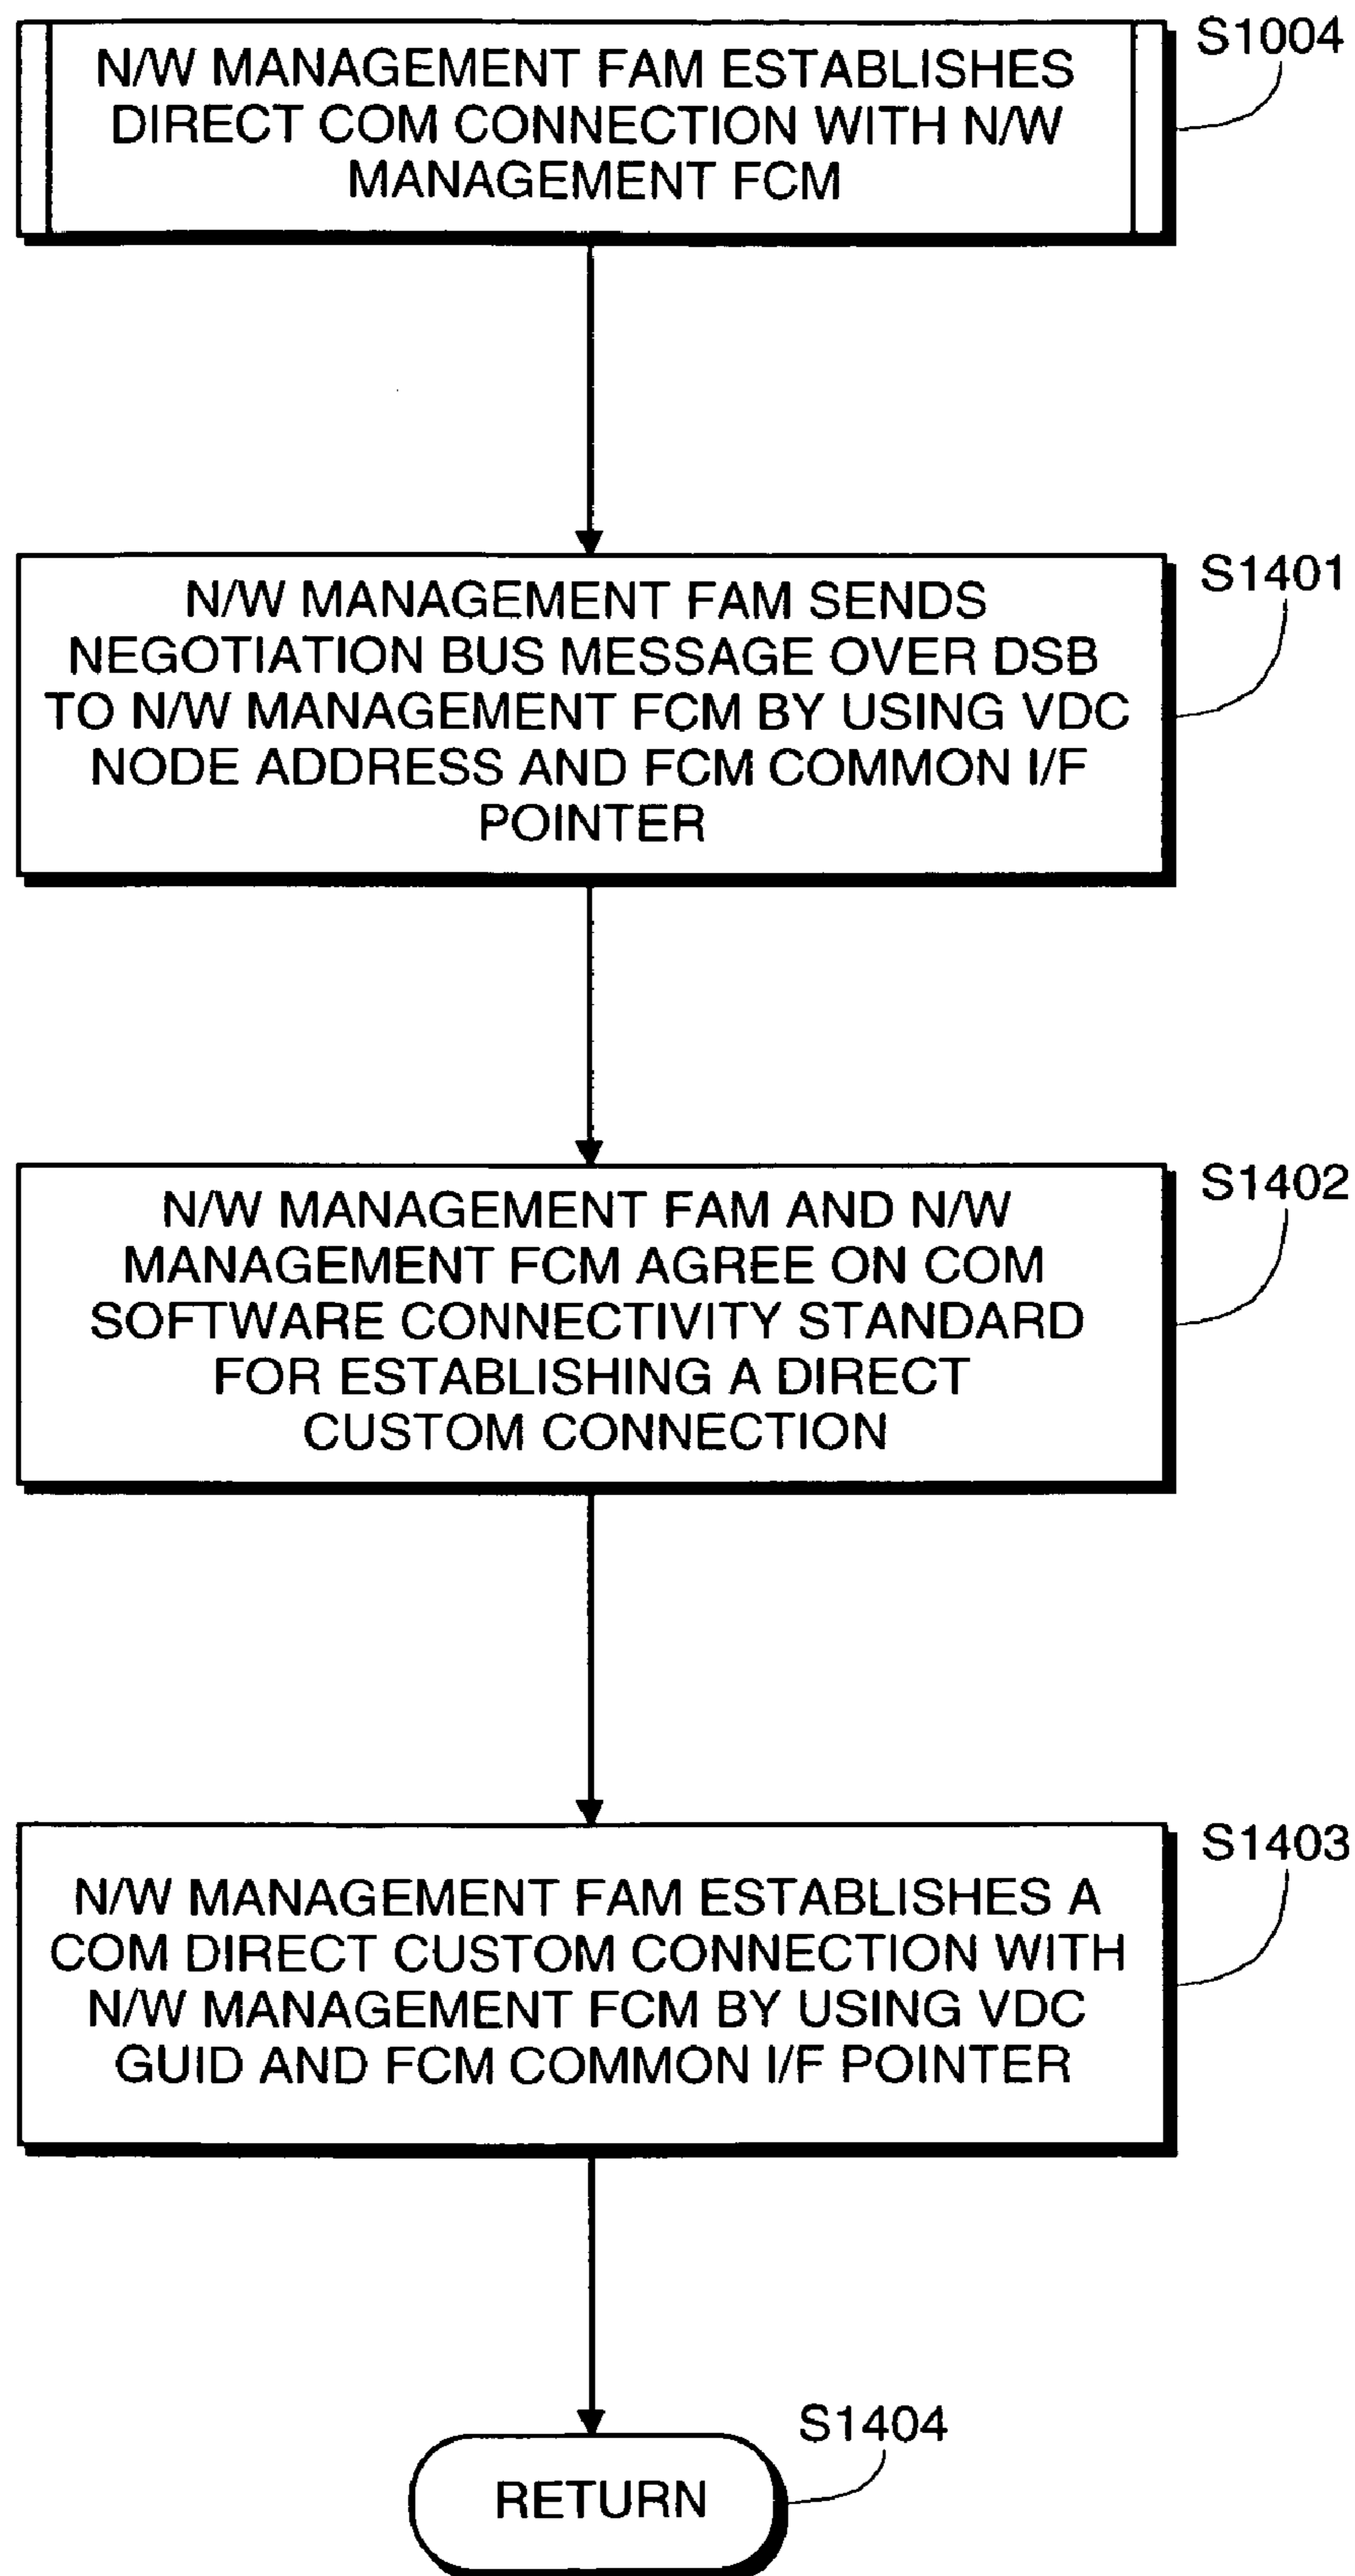 N/W MANAGEMENT FAM ESTABLISHES
DIRECT COM CONNECTION WITH N/W
MANAGEMENT FCM
S1004
N/W MANAGEMENT FAM SENDS
NEGOTIATION BUS MESSAGE OVER DSB
TO N/W MANAGEMENT FCM BY USING VDC
NODE ADDRESS AND FCM COMMON I/F
POINTER
S1401
N/W MANAGEMENT FAM AND N/W
MANAGEMENT FCM AGREE ON COM
SOFTWARE CONNECTIVITY STANDARD
FOR ESTABLISHING A DIRECT
CUSTOM CONNECTION
S1402
N/W MANAGEMENT FAM ESTABLISHES A
COM DIRECT CUSTOM CONNECTION WITH
N/W MANAGEMENT FCM BY USING VDC
GUID AND FCM COMMON I/F POINTER
S1403
RETURN
S1404